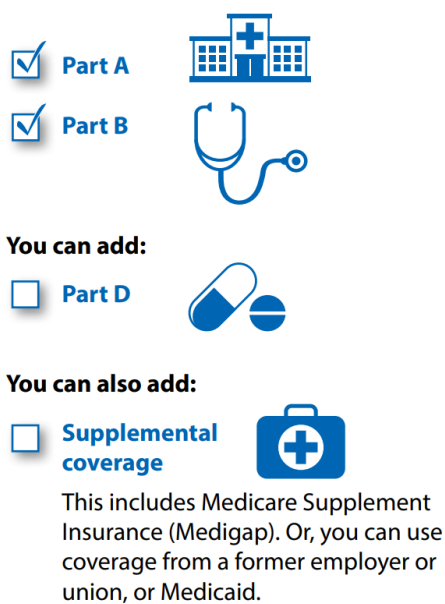 Part A
Part B
You can add:
Part D
You can also add:
Supplemental
coverage
This includes Medicare Supplement
Insurance (Medigap). Or, you can use
coverage from a former employer or
union, or Medicaid.